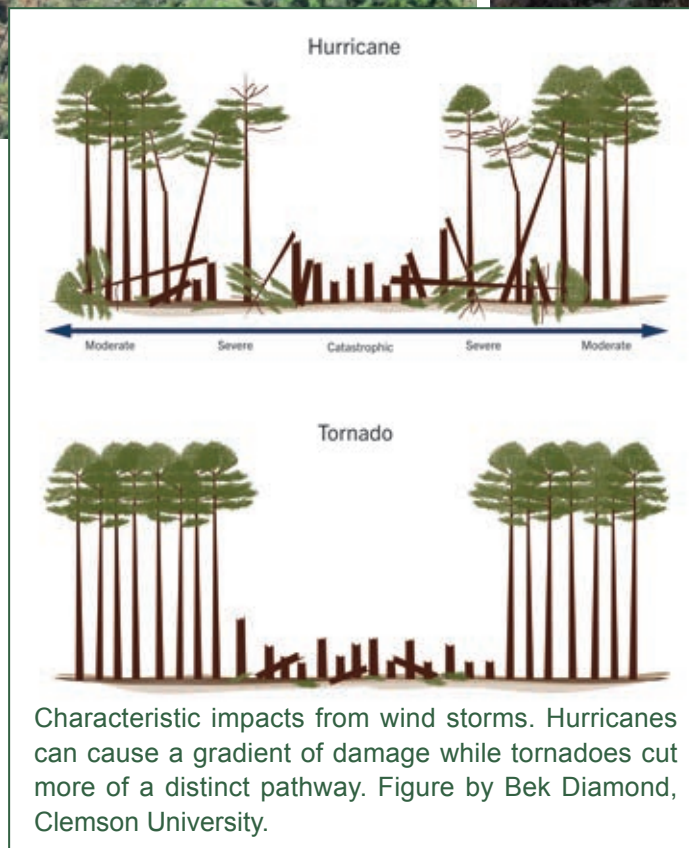 Hurricane
Moderate Severe Catastrophic Severe Moderate
Tornado
Characteristic impacts from wind storms. Hurricanes
can cause a gradient of damage while tornadoes cut
more of a distinct pathway. Figure by Bek Diamond,
Clemson University.